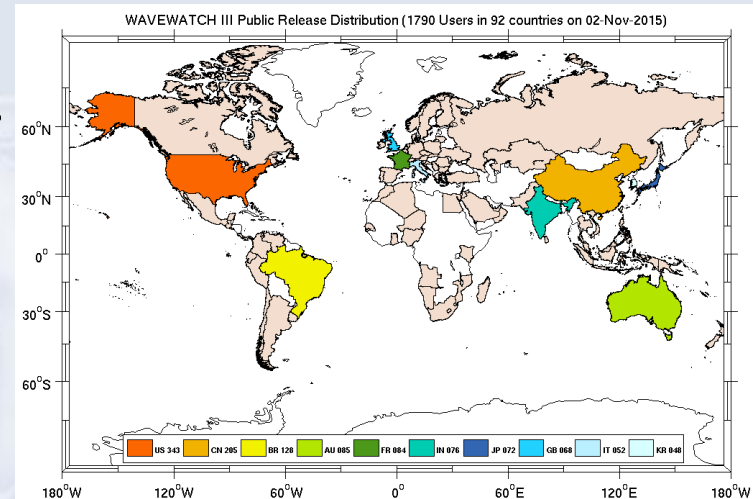 WAVEWATCH III Public Release Distribution (1790 Users in 92 countries on 02-Nov-2015)
60°N
30°N
0°
30°S
60°S
US 343 CN 205 BR 128 AU 085 FR 084 IN 076 JP 072 GB 068 IT 052 KR 048
180°W 120°W 60°W 0° 60°E 120°E 180°W